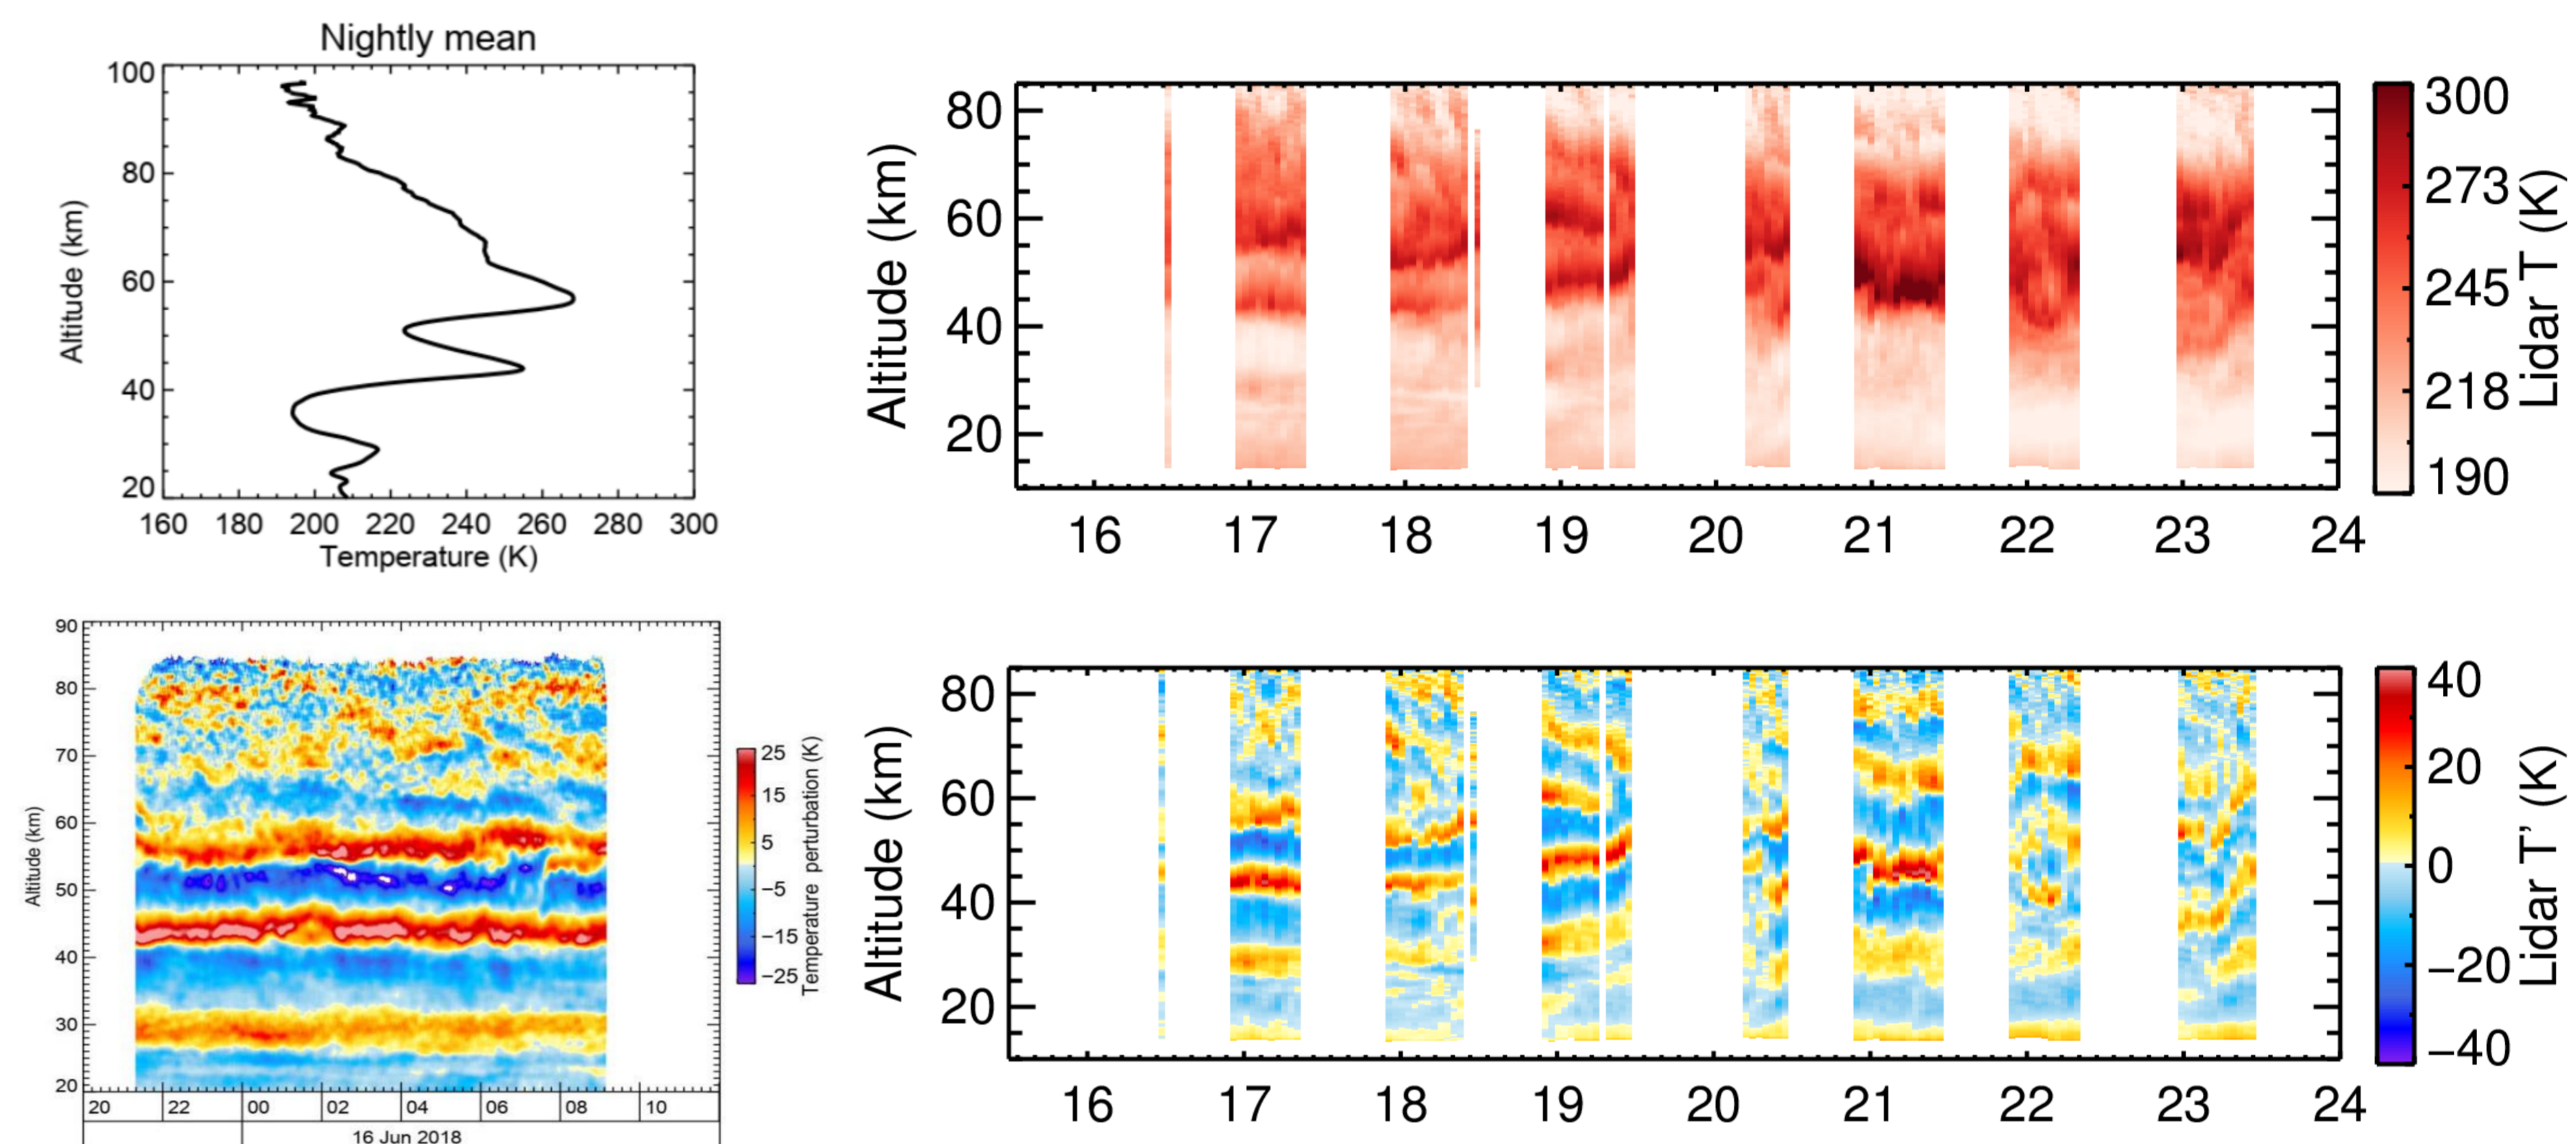 Nightly mean
100
80
60
40
20
Altitude (km)
160 180 200 220 240 260 280 300
Temperature (K)
80
60
40
20
Altitude (km)
16 17 18 19 20 21 22 23 24
300
273
245
218
190
Lidar T (K)
90
80
70
60
50
40
30
20
Altitude (km)
20 22 00 02 04 06 08 10
16 Jun 2018
25
15
5
−5
−15
−25
Temperature perturbation (K)
80
60
40
20
Altitude (km)
16 17 18 19 20 21 22 23 24
40
20
0
−20
−40
Lidar T' (K)